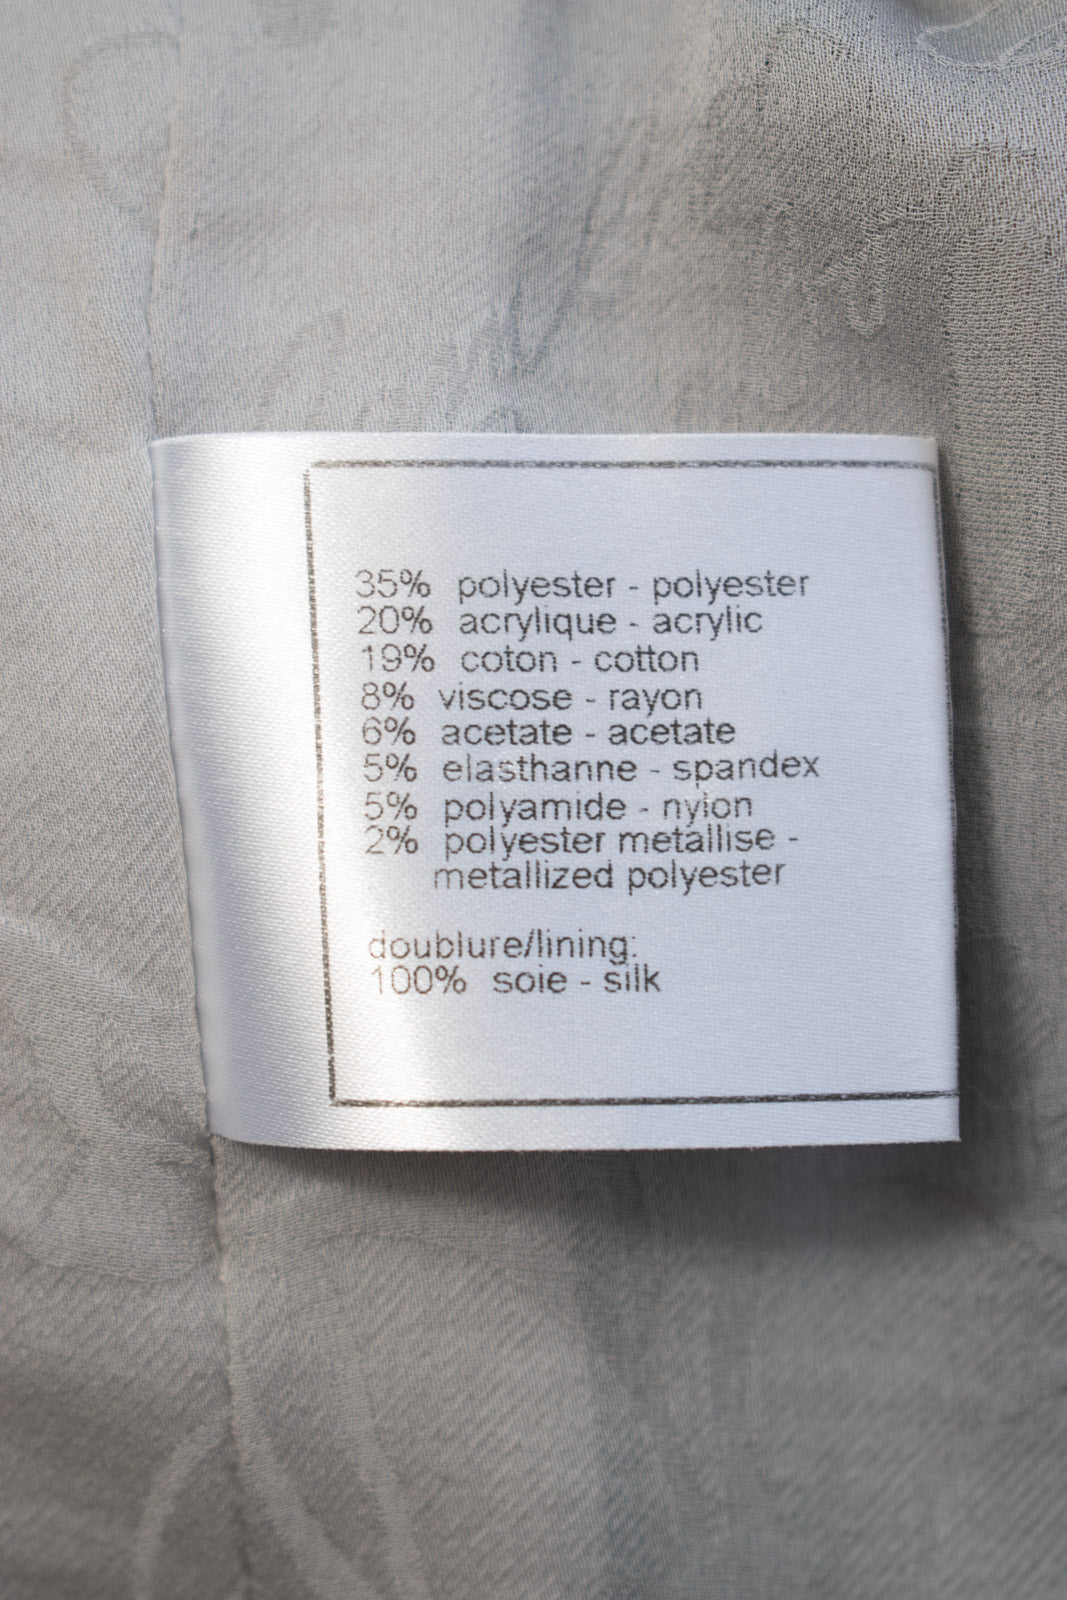 35% polyester - polyester
20% acrylique - acrylic
19% coton - cotton
8% viscose - rayon
6% acetate - acetate
5% elasthanne - spandex
5% polyamide - nylon
2% polyester metallise -
metallized polyester
doublure/lining:
100% soie - silk